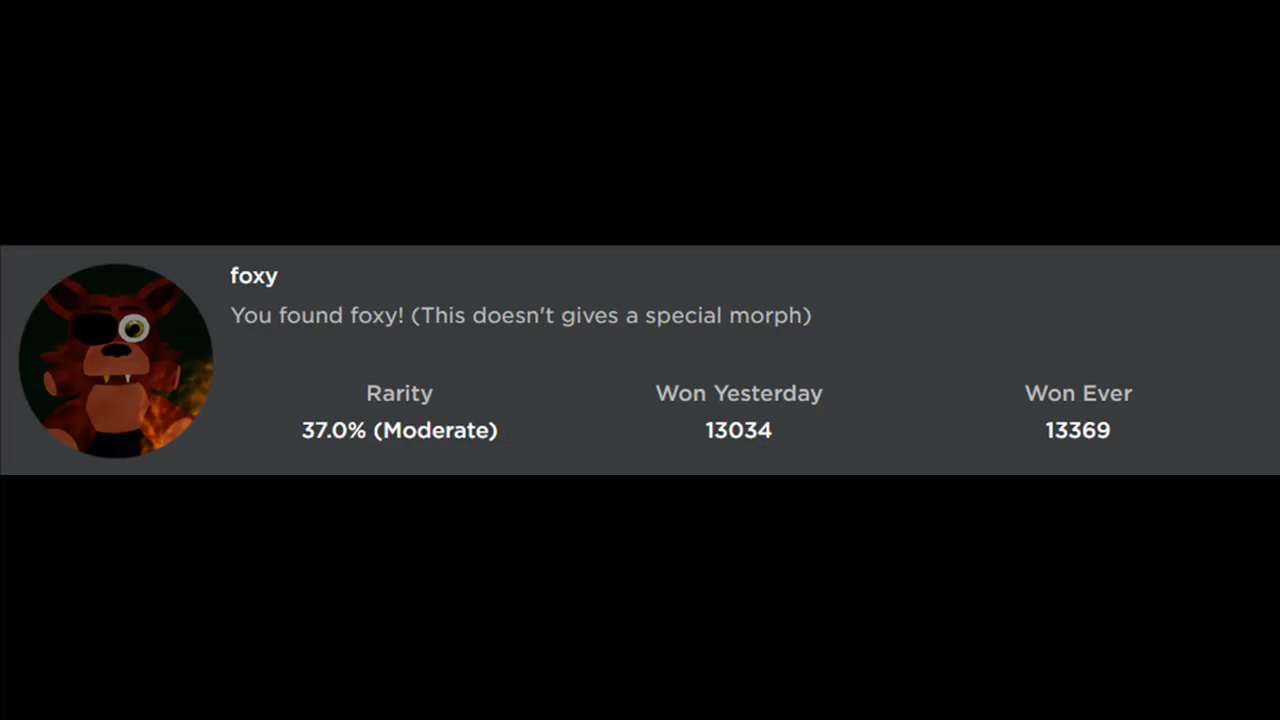 foxy
You found foxy! (This doesn't gives a special morph)
Rarity Won Yesterday Won Ever
37.0% (Moderate) 13034 13369